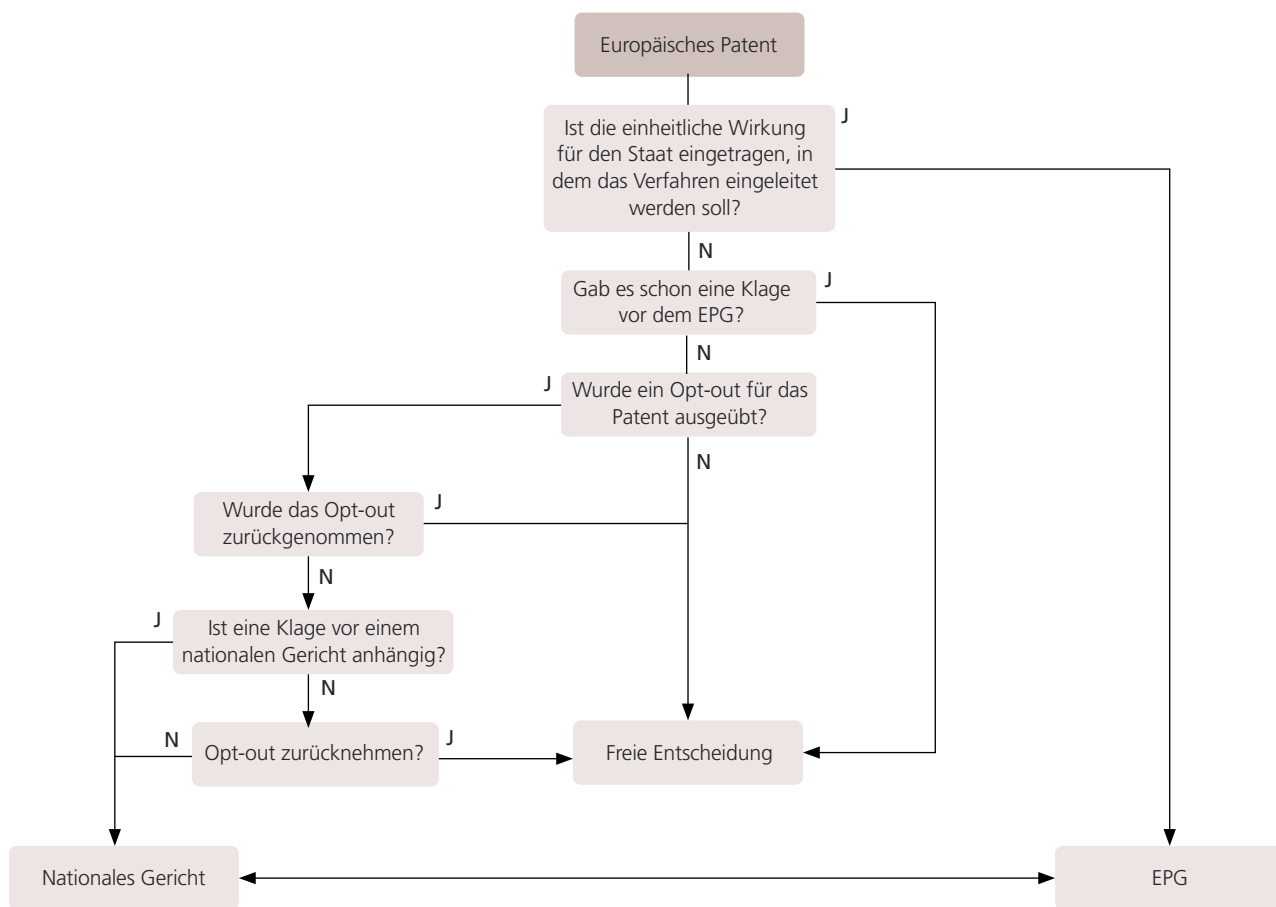 Europäisches Patent
J
Ist die einheitliche Wirkung
für den Staat eingetragen, in
dem das Verfahren eingeleitet
werden soll?
N
J
Gab es schon eine Klage
vor dem EPG?
N
J
Wurde ein Opt-out für das
Patent ausgeübt?
N
J
Wurde das Opt-out
zurückgenommen?
N
J
Ist eine Klage vor einem
nationalen Gericht anhängig?
N
N
Opt-out zurücknehmen?
J
Freie Entscheidung
Nationales Gericht
EPG